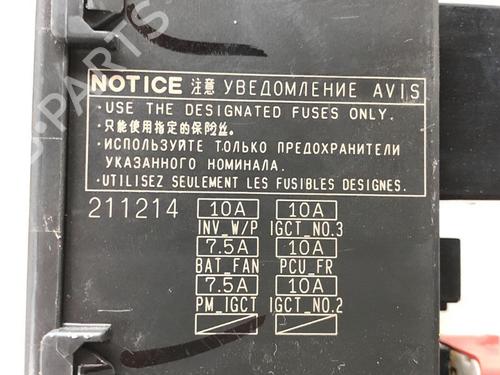 NOTICE 注意 УВЕДОМЛЕНИЕ AVIS
·USE THE DESIGNATED FUSES ONLY.
·只能使用指定的保险丝。
·ИСПОЛЬЗУЙТЕ ТОЛЬКО ПРЕДОХРАНИТЕЛИ
УКАЗАННОГО НОМИНАЛА.
·UTILISEZ SEULEMENT LES FUSIBLES DESIGNES.
211214 10A 10A
INV_W/P IGCT_NO.3
7.5A 10A
BAT_FAN PCU_FR
7.5A 10A
PM_IGCT IGCT_NO.2